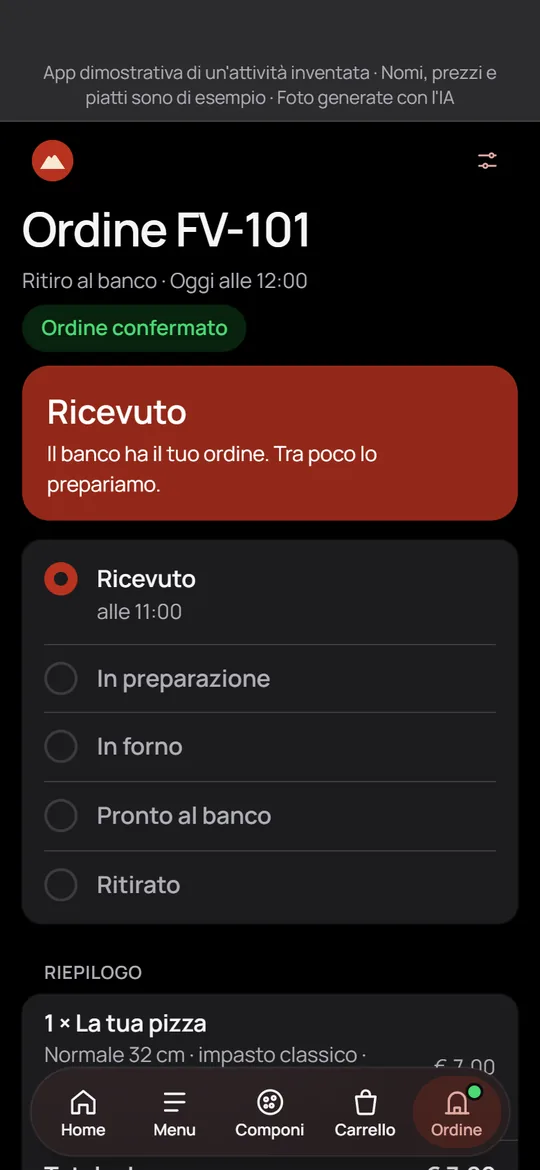 App dimostrativa di un'attività inventata · Nomi, prezzi e
piatti sono di esempio · Foto generate con l'IA
Ordine FV-101
Ritiro al banco · Oggi alle 12:00
Ordine confermato
Ricevuto
Il banco ha il tuo ordine. Tra poco lo
prepariamo.
Ricevuto
alle 11:00
In preparazione
In forno
Pronto al banco
Ritirato
RIEPILOGO
1 × La tua pizza
Normale 32 cm · impasto classico ·
€ 7,00
Home
Menu
Componi
Carrello
Ordine